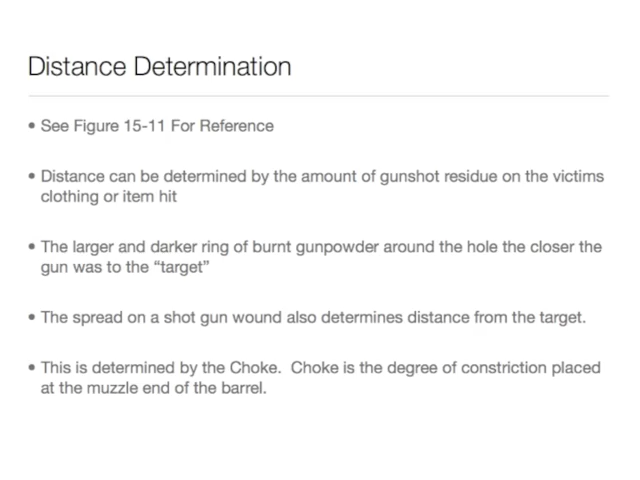 Distance Determination
• See Figure 15-11 For Reference
• Distance can be determined by the amount of gunshot residue on the victims
clothing or item hit
• The larger and darker ring of burnt gunpowder around the hole the closer the
gun was to the “target”
• The spread on a shot gun wound also determines distance from the target.
• This is determined by the Choke.  Choke is the degree of constriction placed
at the muzzle end of the barrel.